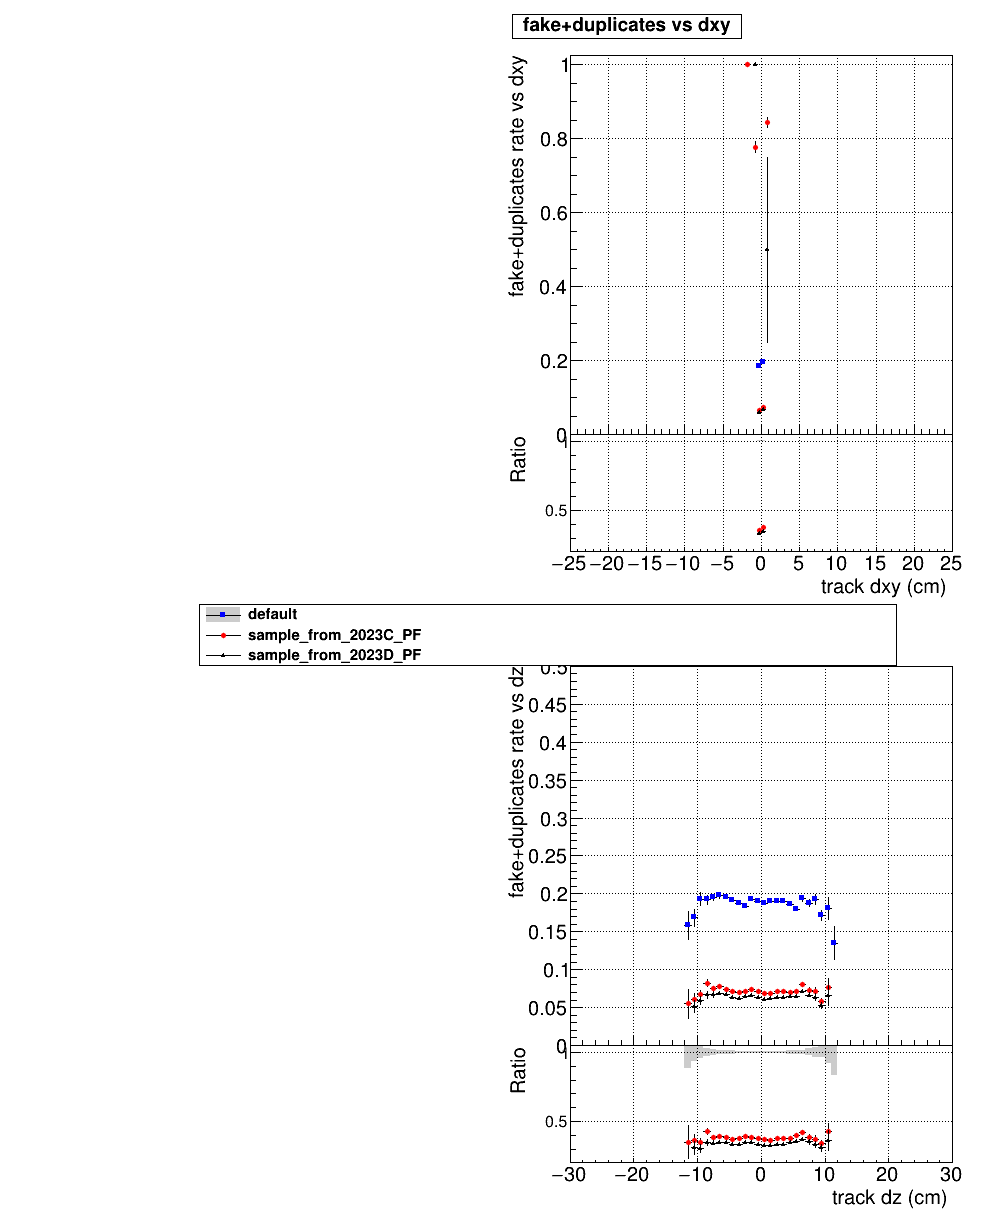 fake+duplicates vs dxy
fake+duplicates rate vs dxy
1
0.8
0.6
0.4
0.2
0
Ratio
1
0.5
−25 −20 −15 −10 −5 0 5 10 15 20 25
track dxy (cm)
default
sample_from_2023C_PF
sample_from_2023D_PF
fake+duplicates rate vs dz
0.5
0.45
0.4
0.35
0.3
0.25
0.2
0.15
0.1
0.05
0
Ratio
1
0.5
−30 −20 −10 0 10 20 30
track dz (cm)